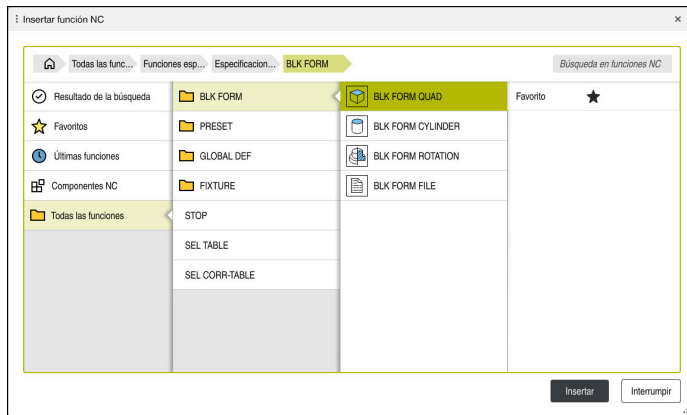 Insertar función NC
Todas las func... Funciones esp... Especificacion... BLK FORM Búsqueda en funciones NC
Resultado de la búsqueda BLK FORM BLK FORM QUAD Favorito
Favoritos PRESET BLK FORM CYLINDER
Últimas funciones GLOBAL DEF BLK FORM ROTATION
Componentes NC FIXTURE BLK FORM FILE
Todas las funciones STOP
SEL TABLE
SEL CORR-TABLE
Insertar Interrumpir